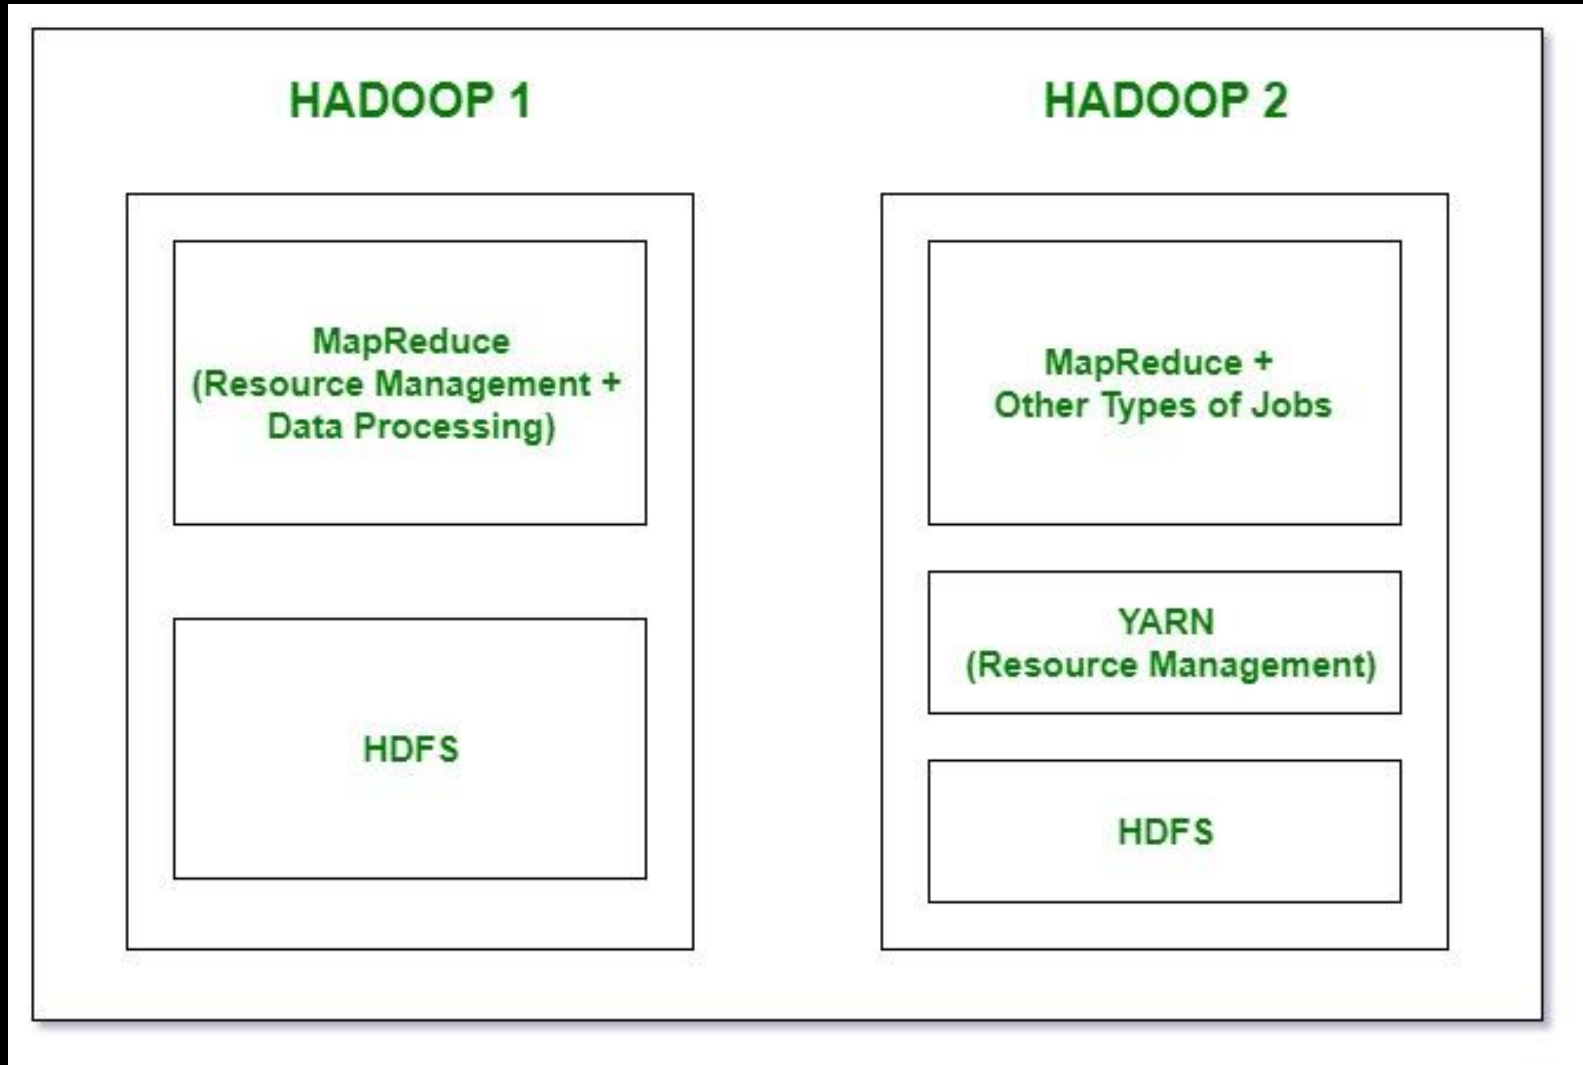 HADOOP 1
MapReduce
(Resource Management +
Data Processing)
HDFS
HADOOP 2
MapReduce +
Other Types of Jobs
YARN
(Resource Management)
HDFS